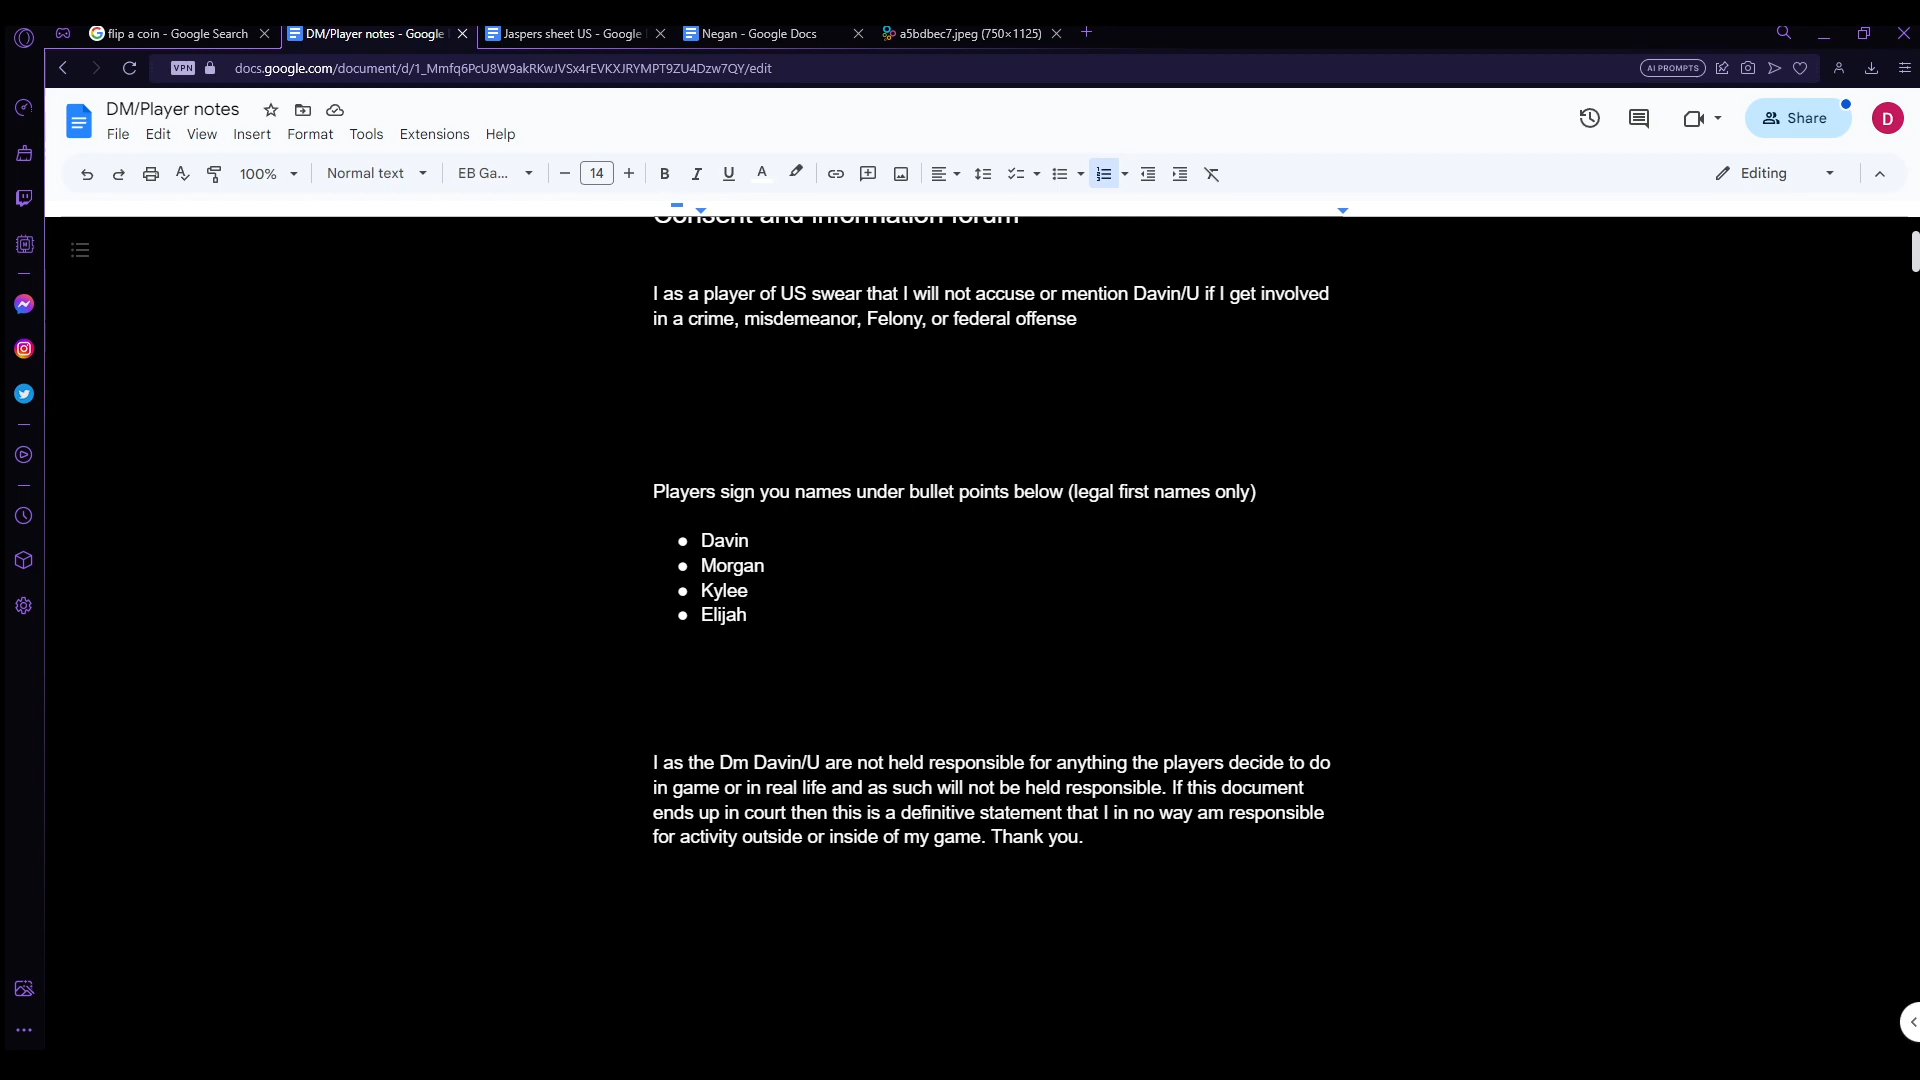 flip a coin - Google Search
DM/Player notes - Google
Jaspers sheet US - Google
Negan - Google Docs
a5bdbec7.jpeg (750×1125)
VPN
docs.google.com/document/d/1_Mmfq6PcU8W9akRKwJVSx4rEVKXJRYMPT9ZU4Dzw7QY/edit
AI PROMPTS
DM/Player notes
File Edit View Insert Format Tools Extensions Help
Share
D
100% Normal text EB Ga... 14 B I U A
Editing
Consent and information forum
I as a player of US swear that I will not accuse or mention Davin/U if I get involved
in a crime, misdemeanor, Felony, or federal offense
Players sign you names under bullet points below (legal first names only)
● Davin
● Morgan
● Kylee
● Elijah
I as the Dm Davin/U are not held responsible for anything the players decide to do
in game or in real life and as such will not be held responsible. If this document
ends up in court then this is a definitive statement that I in no way am responsible
for activity outside or inside of my game. Thank you.